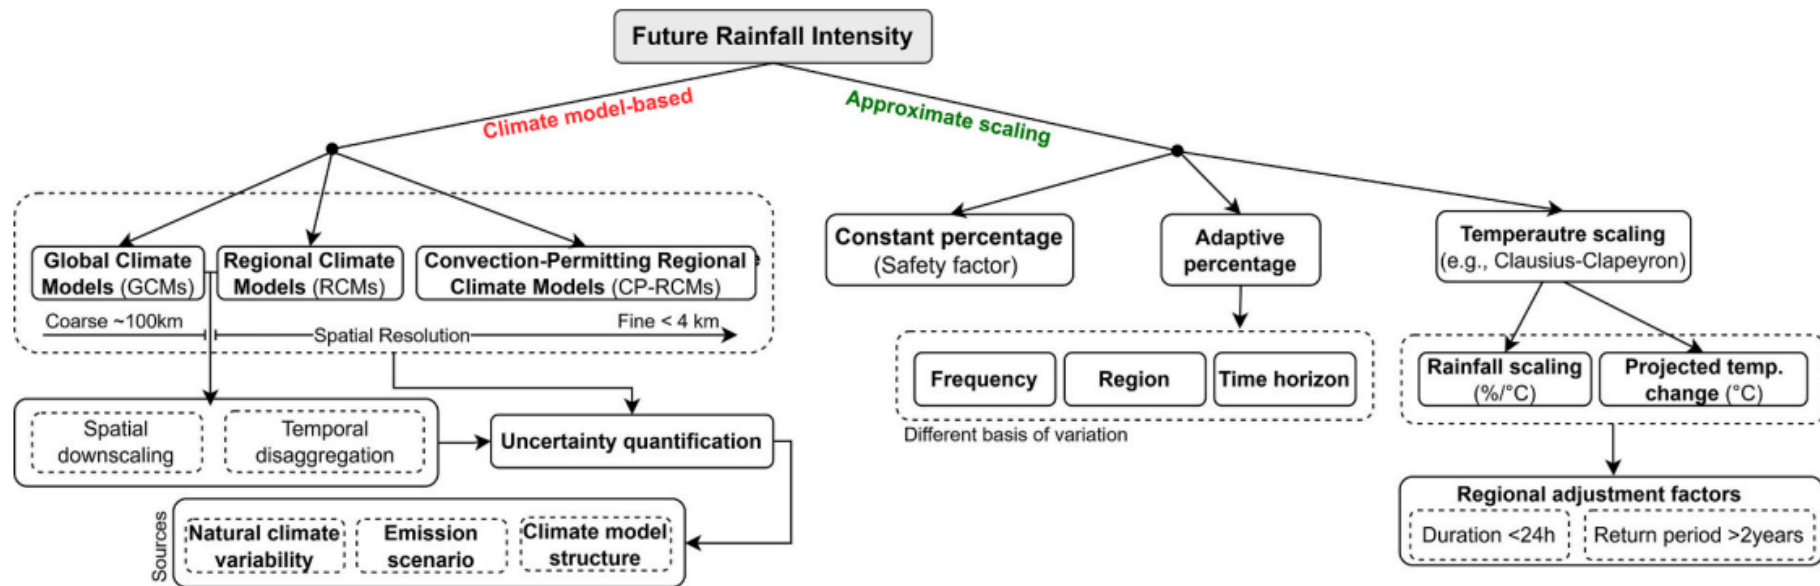 Future Rainfall Intensity
Climate model-based
Approximate scaling
Global Climate
Models (GCMs)
Regional Climate
Models (RCMs)
Convection-Permitting Regional
Climate Models (CP-RCMs)
Coarse ~100km
Spatial Resolution
Fine < 4 km
Spatial
downscaling
Temporal
disaggregation
Uncertainty quantification
Sources
Natural climate
variability
Emission
scenario
Climate model
structure
Constant percentage
(Safety factor)
Adaptive
percentage
Temperautre scaling
(e.g., Clausius-Clapeyron)
Frequency
Region
Time horizon
Different basis of variation
Rainfall scaling
(%/°C)
Projected temp.
change (°C)
Regional adjustment factors
Duration <24h
Return period >2years